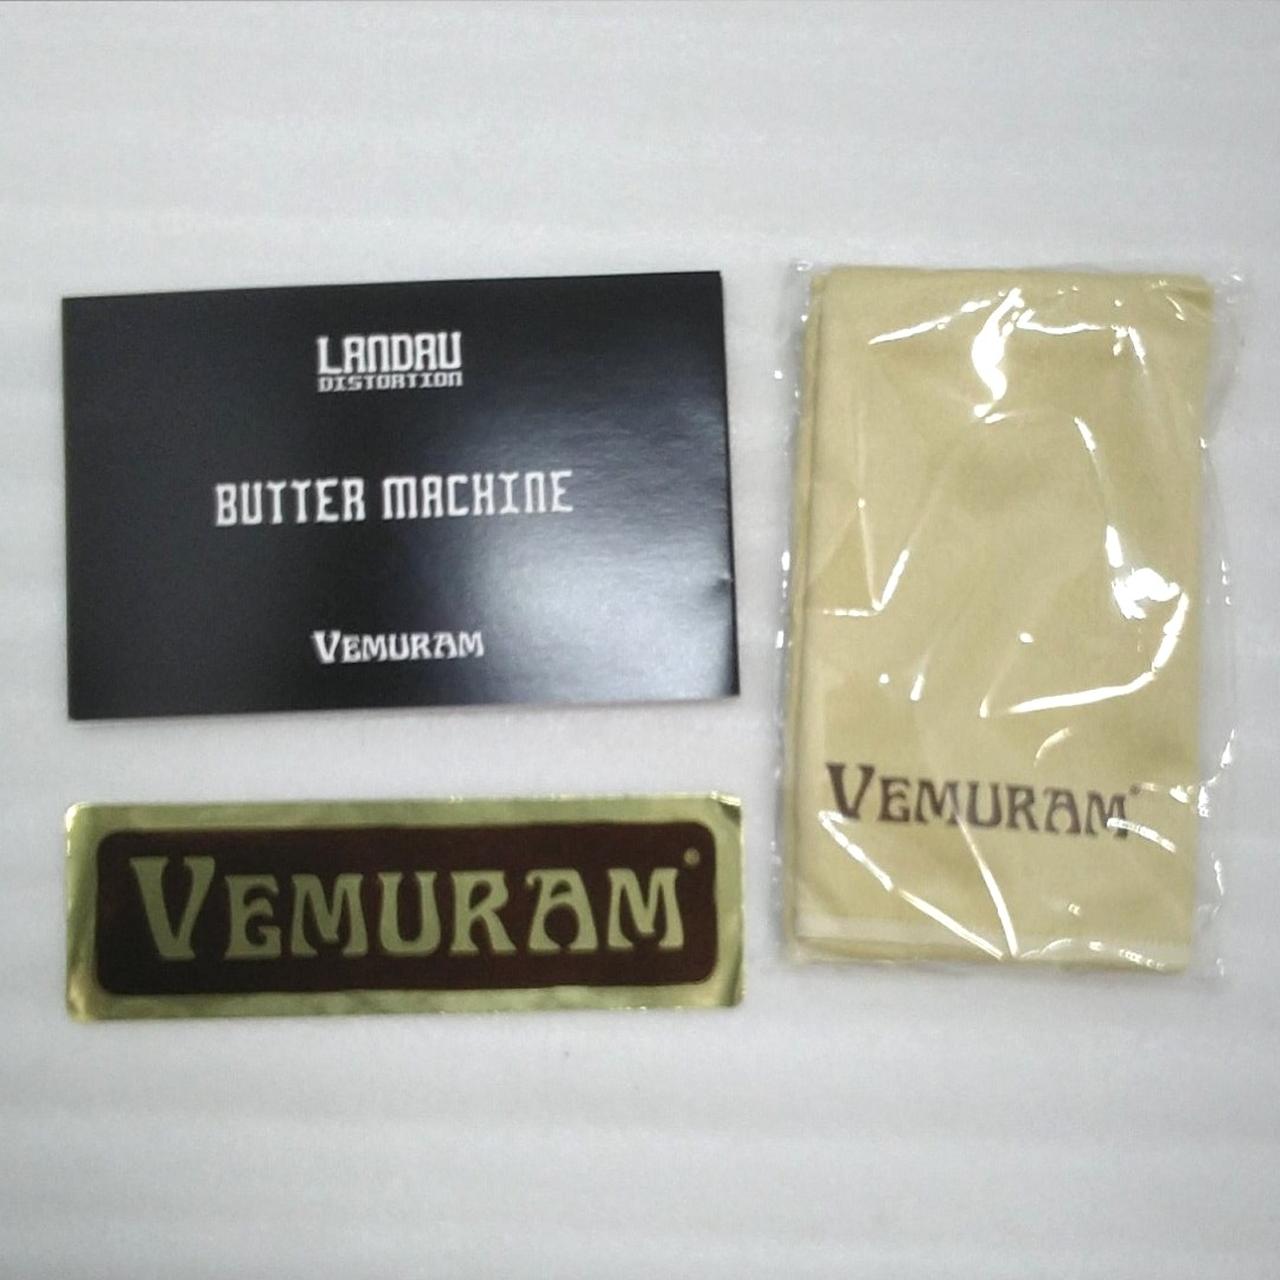 LANDAU
DISTORTION
BUTTER MACHINE
VEMURAM
VEMURAM®
VEMURAM®